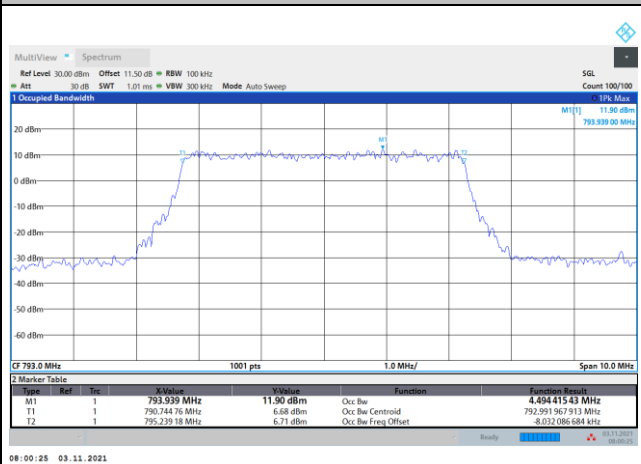 MultiView Spectrum
Ref Level 30.00 dBm Offset 11.50 dB RBW 100 kHz SGL
Att 30 dB SWT 1.01 ms VBW 300 kHz Mode Auto Sweep Count 100/100
1 Occupied Bandwidth 1Pk Max
M1[1] 11.90 dBm
793.939 00 MHz
20 dBm
M1
T1 T2
10 dBm
0 dBm
-10 dBm
-20 dBm
-30 dBm
-40 dBm
-50 dBm
-60 dBm
CF 793.0 MHz 1001 pts 1.0 MHz/ Span 10.0 MHz
2 Marker Table
Type Ref Trc X-Value Y-Value Function Function Result
M1 1 793.939 MHz 11.90 dBm Occ Bw 4.494 415 43 MHz
T1 1 790.744 76 MHz 6.68 dBm Occ Bw Centroid 792.991 967 913 MHz
T2 1 795.239 18 MHz 6.71 dBm Occ Bw Freq Offset -8.032 086 684 kHz
Ready 03.11.2021
08:00:25
08:00:25 03.11.2021